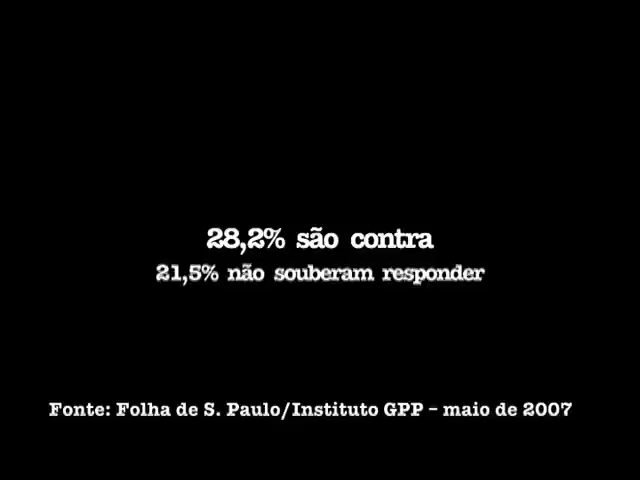 28,2% são contra
21,5% não souberam responder
Fonte: Folha de S. Paulo/Instituto GPP – maio de 2007